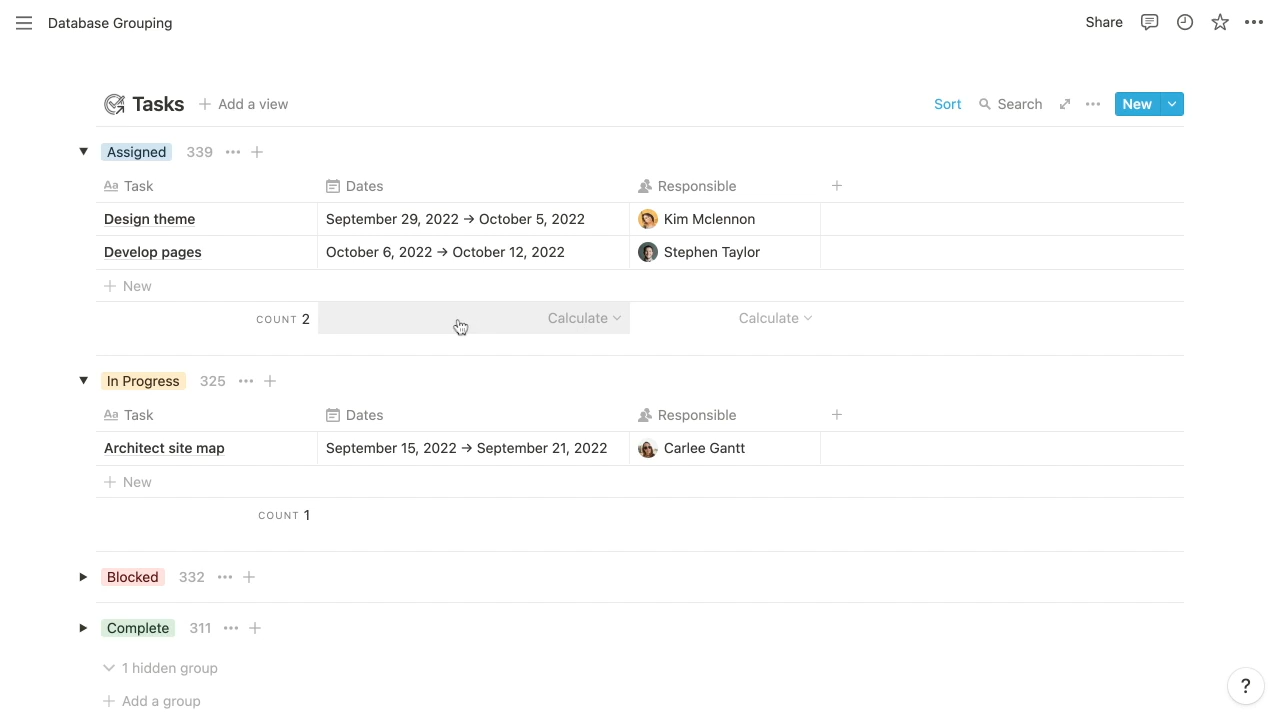 Database Grouping Share
Tasks + Add a view Sort Search New
Assigned 339
Aa Task Dates Responsible
Design theme September 29, 2022 → October 5, 2022 Kim Mclennon
Develop pages October 6, 2022 → October 12, 2022 Stephen Taylor
+ New
COUNT 2 Calculate Calculate
In Progress 325
Aa Task Dates Responsible
Architect site map September 15, 2022 → September 21, 2022 Carlee Gantt
+ New
COUNT 1
Blocked 332
Complete 311
1 hidden group
+ Add a group
?